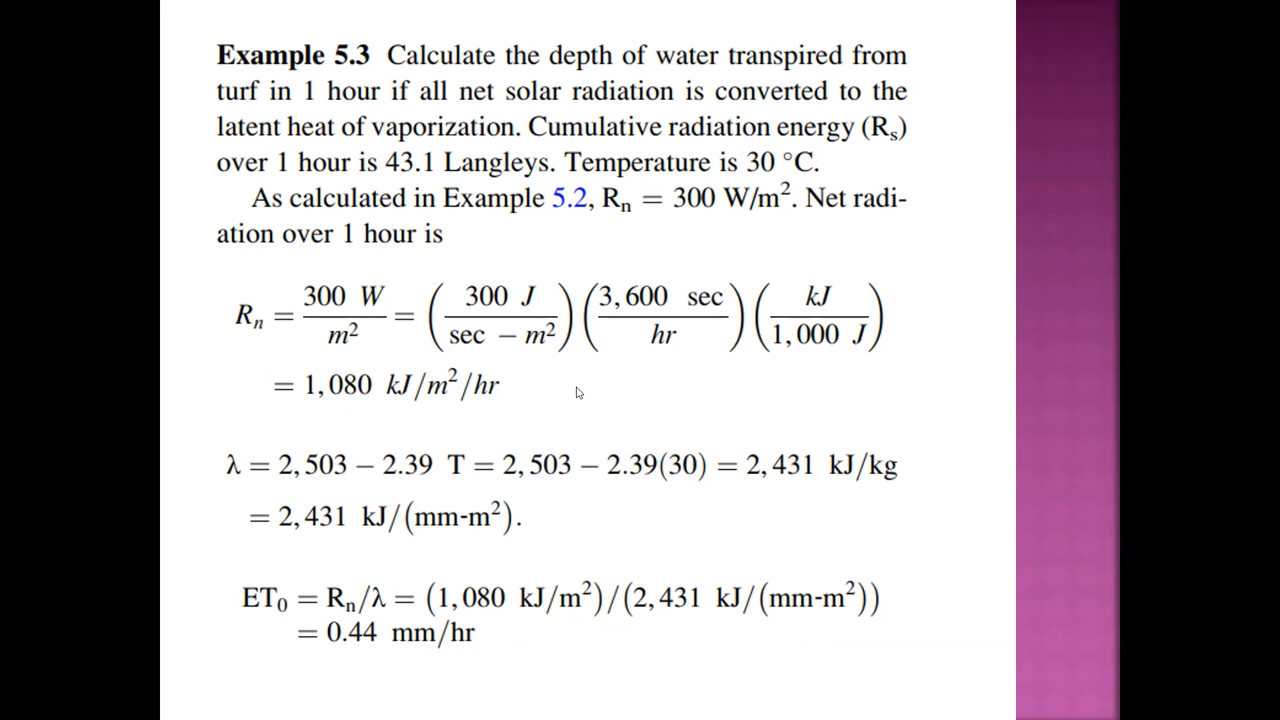 Example 5.3 Calculate the depth of water transpired from
turf in 1 hour if all net solar radiation is converted to the
latent heat of vaporization. Cumulative radiation energy (Rₛ)
over 1 hour is 43.1 Langleys. Temperature is 30 °C.
As calculated in Example 5.2, Rₙ = 300 W/m². Net radi-
ation over 1 hour is
Rₙ = 300 W / m² = (300 J / sec − m²) (3,600 sec / hr) (kJ / 1,000 J)
= 1,080 kJ/m²/hr
λ = 2,503 − 2.39 T = 2,503 − 2.39(30) = 2,431 kJ/kg
= 2,431 kJ/(mm-m²).
ET₀ = Rₙ/λ = (1,080 kJ/m²)/(2,431 kJ/(mm-m²))
= 0.44 mm/hr